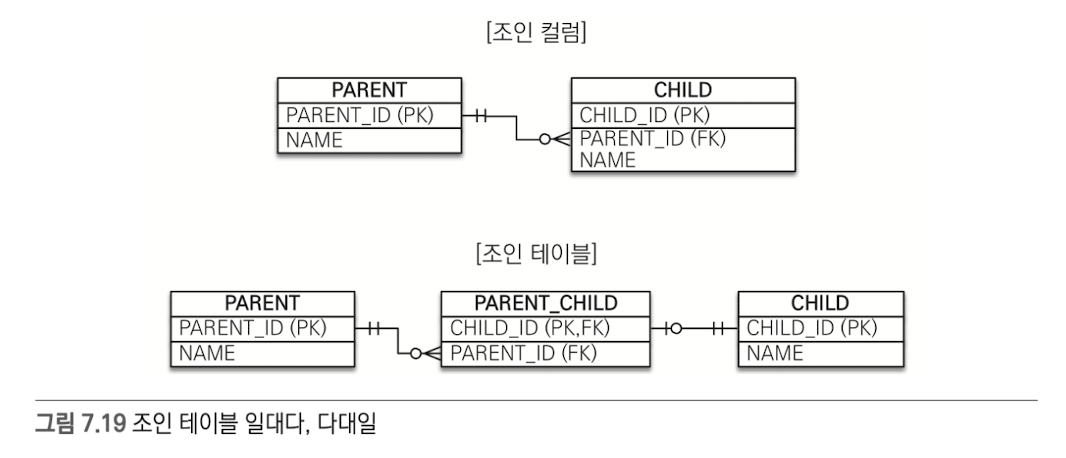 [조인 컬럼]
PARENT
PARENT_ID (PK)
NAME
CHILD
CHILD_ID (PK)
PARENT_ID (FK)
NAME
[조인 테이블]
PARENT
PARENT_ID (PK)
NAME
PARENT_CHILD
CHILD_ID (PK,FK)
PARENT_ID (FK)
CHILD
CHILD_ID (PK)
NAME
그림 7.19 조인 테이블 일대다, 다대일